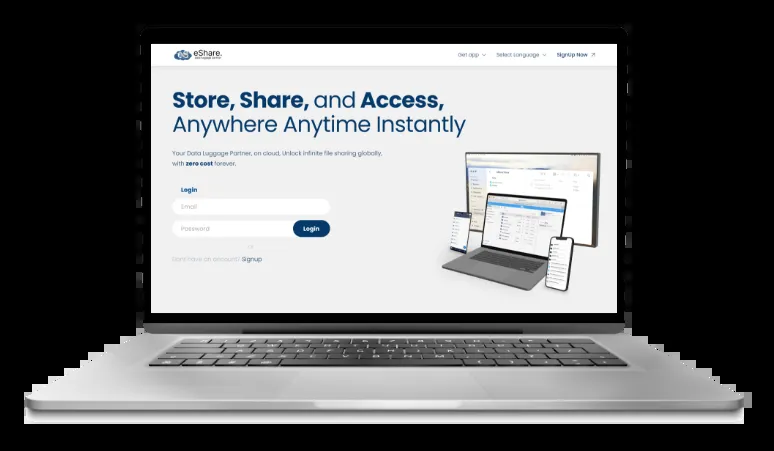 eShare.
Get app
Select Language
SignUp Now
Store, Share, and Access,
Anywhere Anytime Instantly
Your Data Luggage Partner, on cloud, Unlock infinite file sharing globally,
with zero cost forever.
Login
Email
Password
Login
or
Don't have an account? Signup